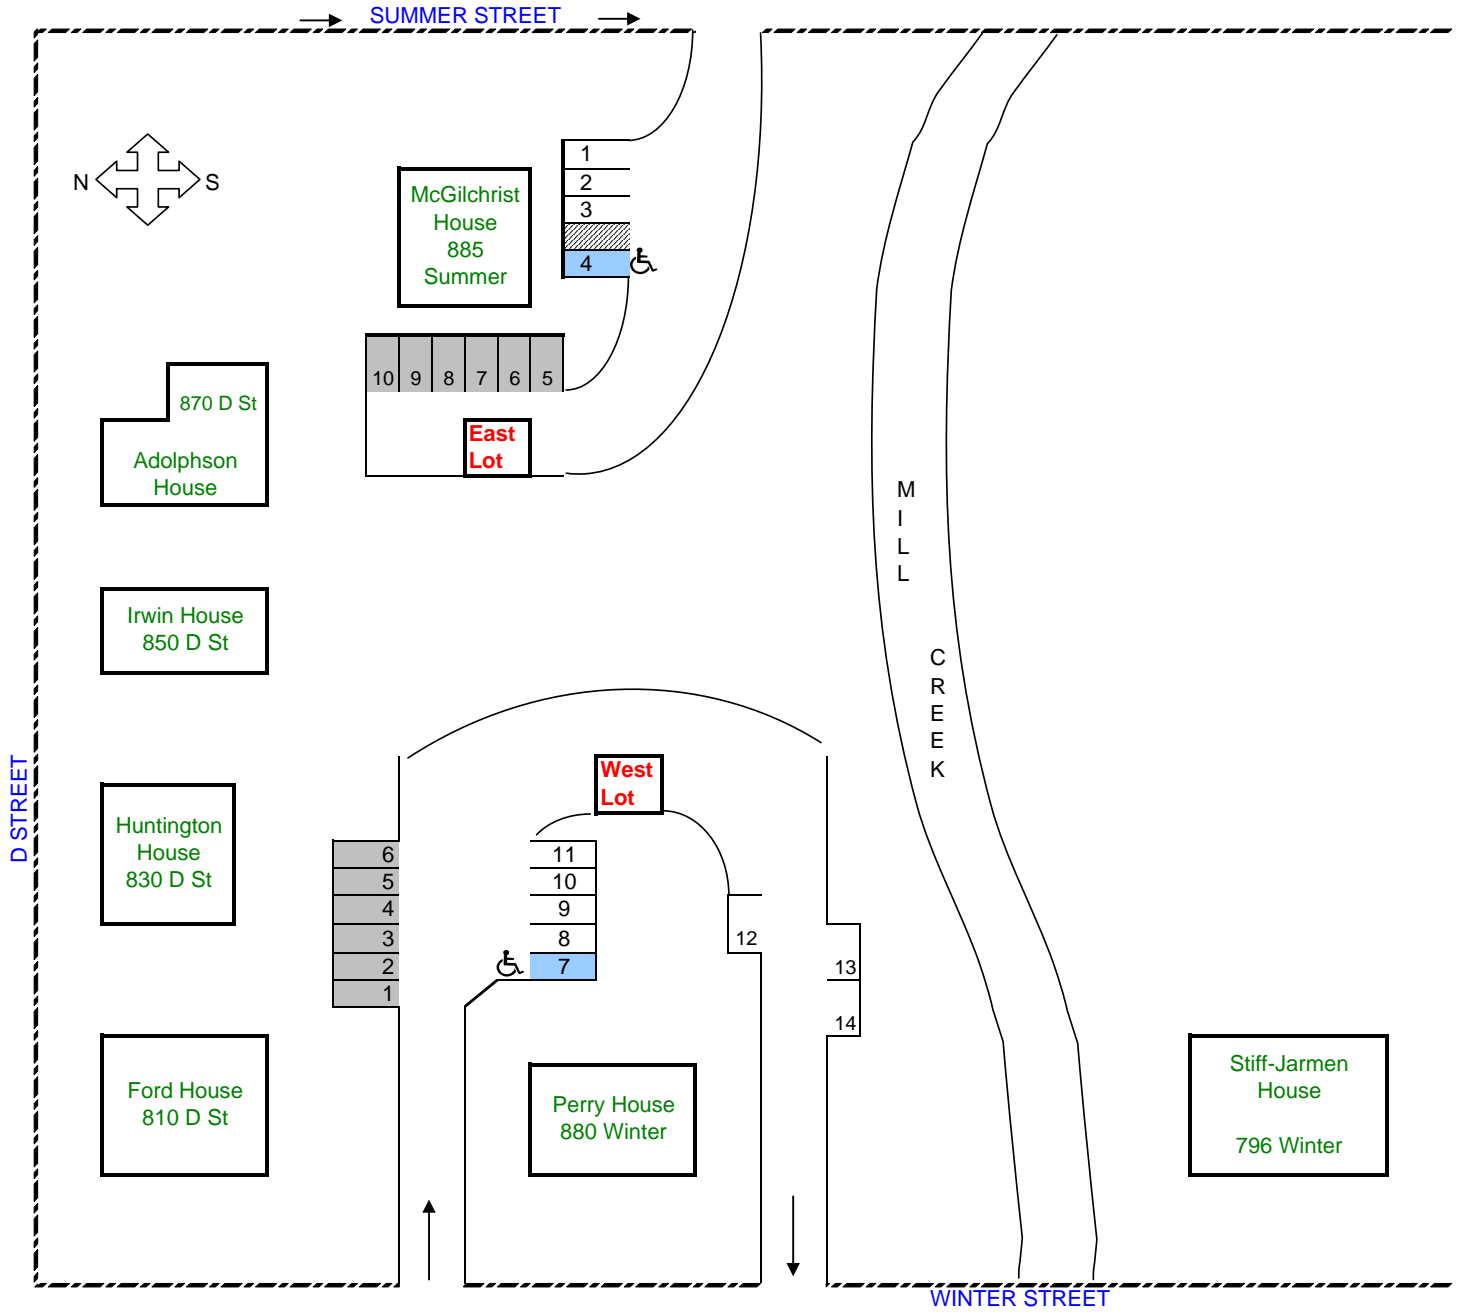 SUMMER STREET
N
S
McGilchrist
House
885
Summer
1
2
3
4
10 9 8 7 6 5
East
Lot
870 D St
Adolphson
House
Irwin House
850 D St
MILL
CREEK
D STREET
Huntington
House
830 D St
West
Lot
6
5
4
3
2
1
11
10
9
8
7
12
13
14
Ford House
810 D St
Perry House
880 Winter
Stiff-Jarmen
House
796 Winter
WINTER STREET